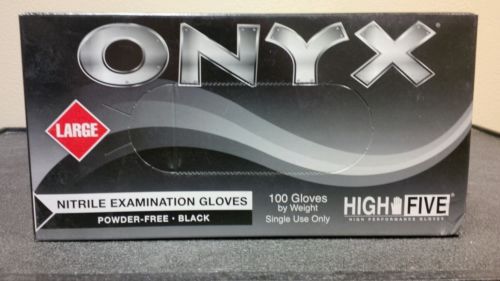 ONYX®
LARGE
NITRILE EXAMINATION GLOVES
POWDER-FREE • BLACK
100 Gloves
by Weight
Single Use Only
HIGH FIVE®
HIGH PERFORMANCE GLOVES